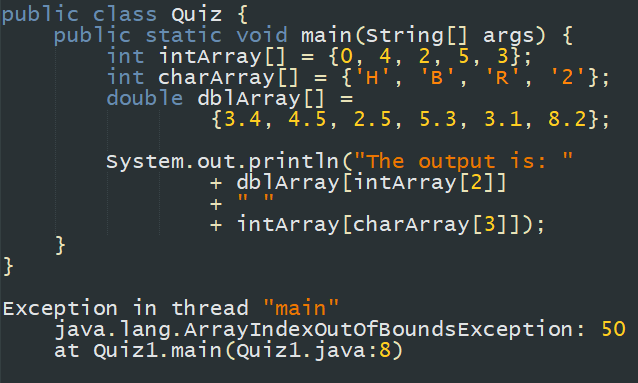 public class Quiz {
    public static void main(String[] args) {
        int intArray[] = {0, 4, 2, 5, 3};
        int charArray[] = {'H', 'B', 'R', '2'};
        double dblArray[] =
                {3.4, 4.5, 2.5, 5.3, 3.1, 8.2};

        System.out.println("The output is: "
                + dblArray[intArray[2]]
                + " "
                + intArray[charArray[3]]);
    }
}

Exception in thread "main"
    java.lang.ArrayIndexOutOfBoundsException: 50
    at Quiz1.main(Quiz1.java:8)